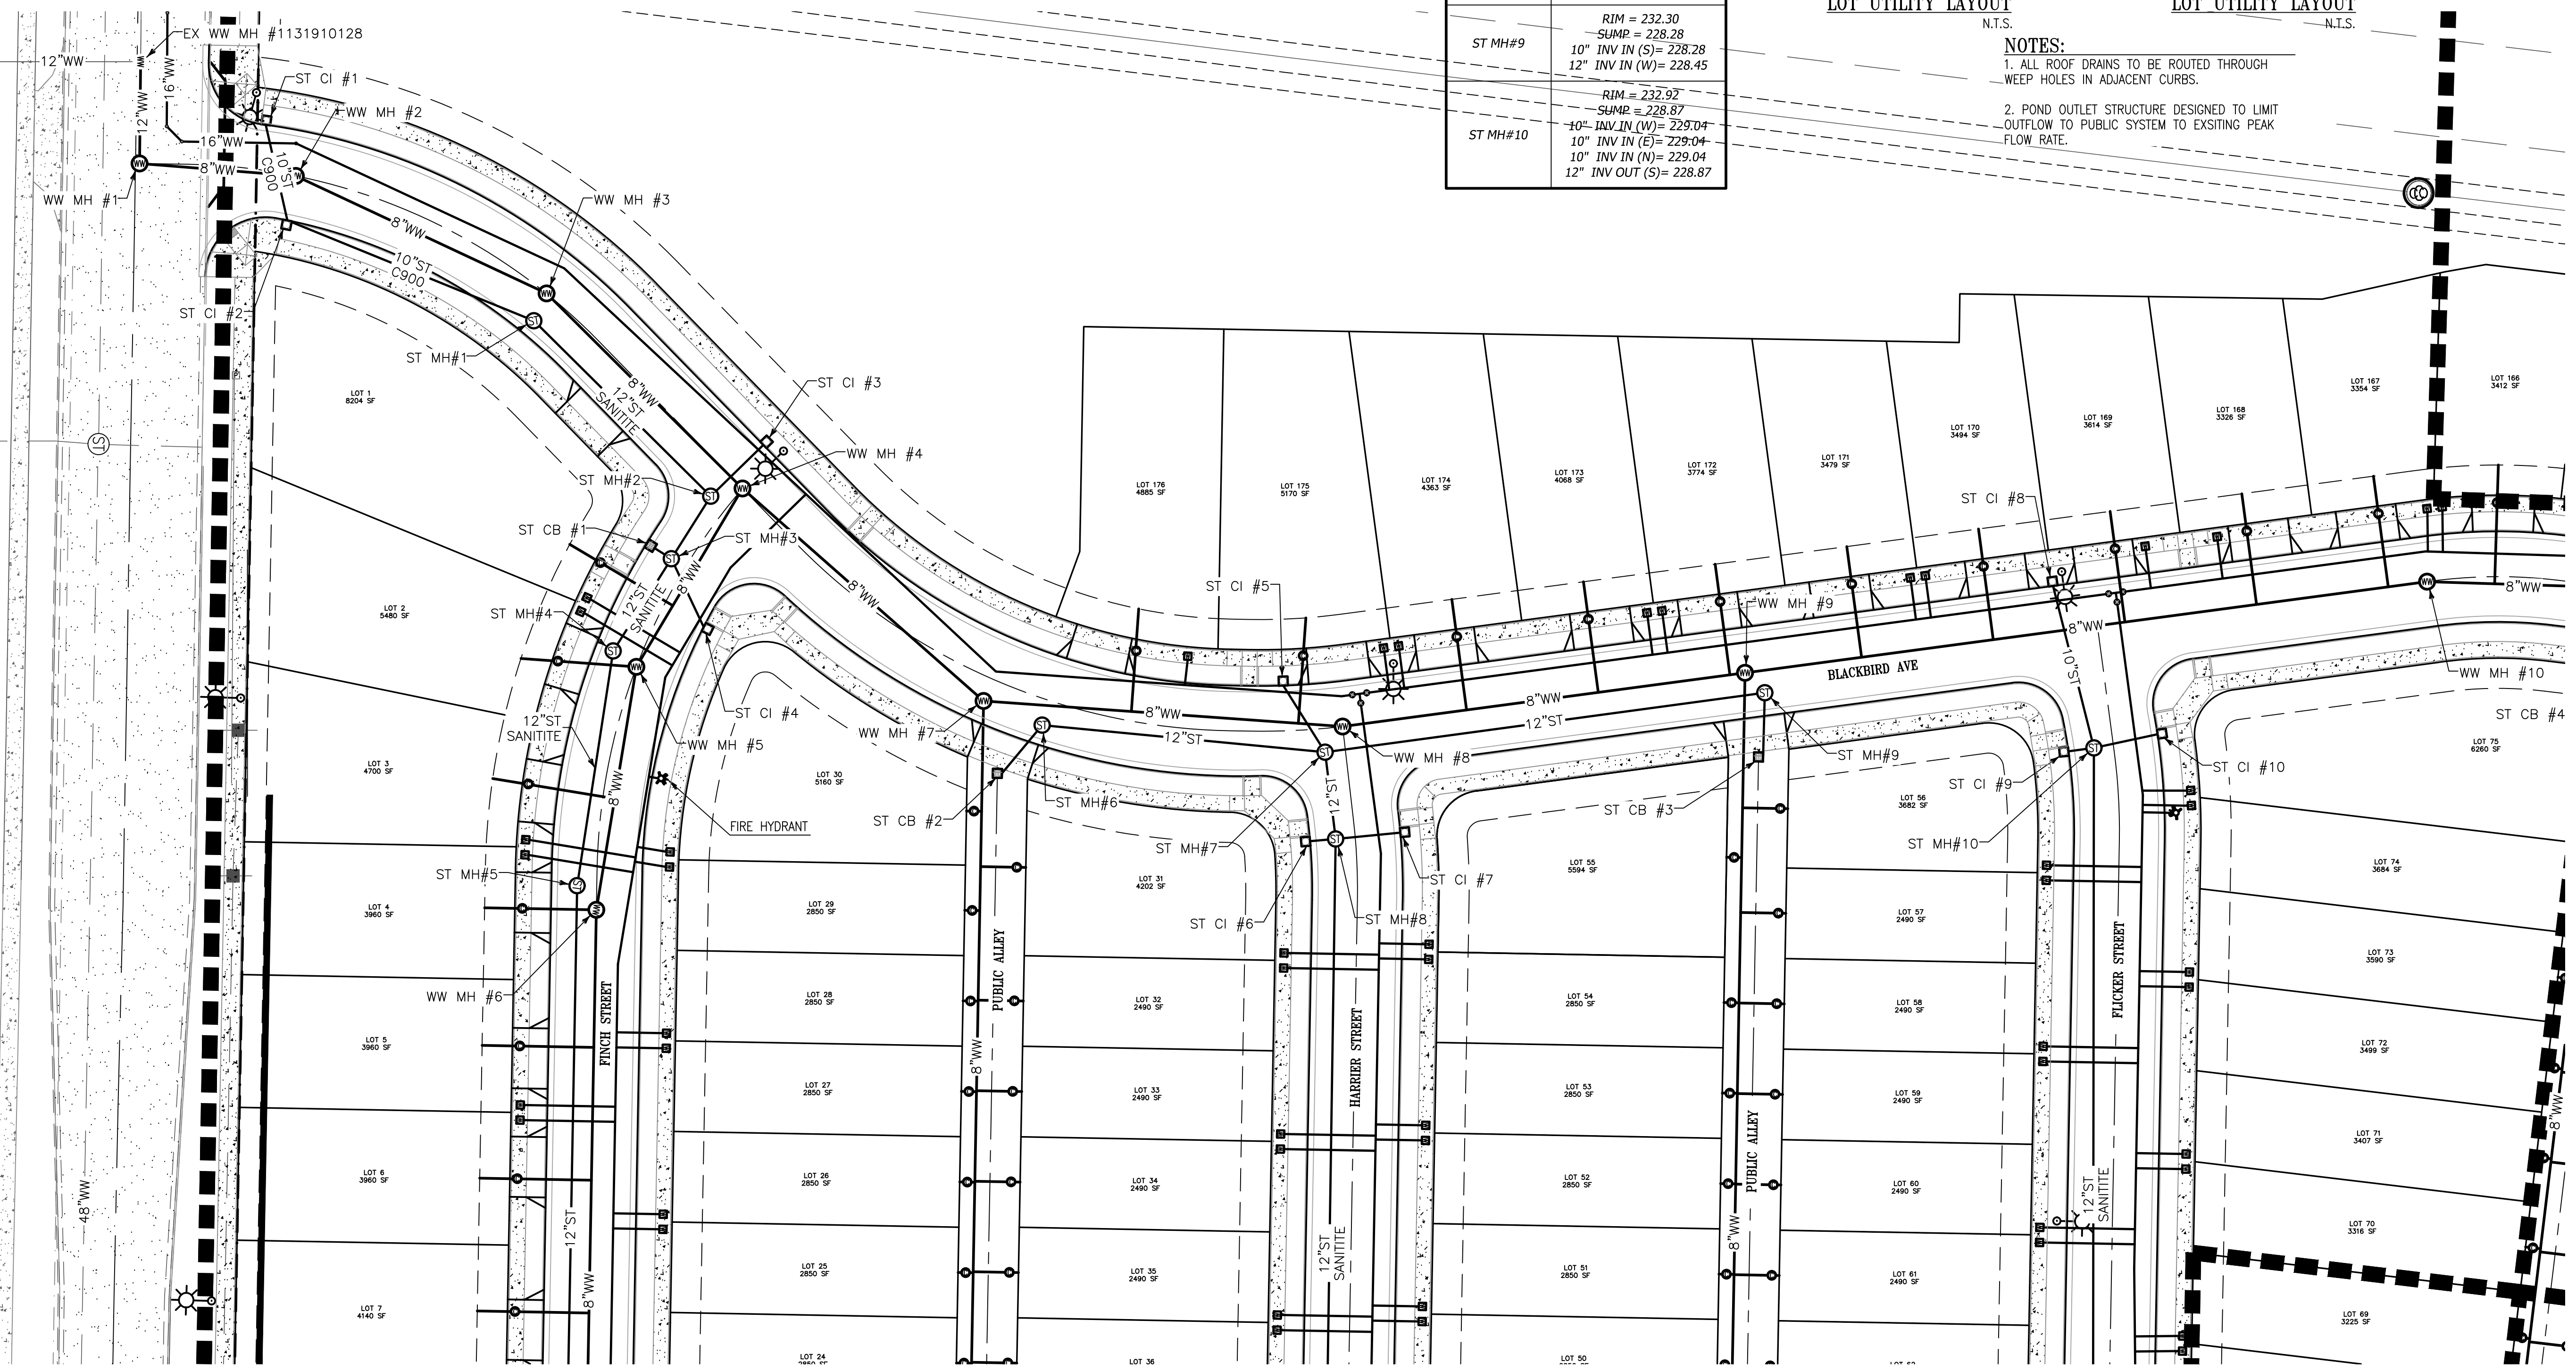 LOT UTILITY LAYOUT
N.T.S.
LOT UTILITY LAYOUT
N.T.S.
ST MH#9
RIM = 232.30
SUMP = 228.28
10" INV IN (S)= 228.28
12" INV IN (W)= 228.45
ST MH#10
RIM = 232.92
SUMP = 228.87
10" INV IN (W)= 229.04
10" INV IN (E)= 229.04
10" INV IN (N)= 229.04
12" INV OUT (S)= 228.87
NOTES:
1. ALL ROOF DRAINS TO BE ROUTED THROUGH
WEEP HOLES IN ADJACENT CURBS.
2. POND OUTLET STRUCTURE DESIGNED TO LIMIT
OUTFLOW TO PUBLIC SYSTEM TO EXSITING PEAK
FLOW RATE.
EX WW MH #1131910128
12"WW
16"WW
12"WW
ST CI #1
WW MH #2
16"WW
8"WW
10"ST
C900
WW MH #1
WW MH #3
8"WW
10"ST
C900
ST CI #2
ST MH#1
8"WW
12"ST
SANITITE
ST CI #3
WW MH #4
ST MH#2
ST CB #1
ST MH#3
8"WW
12"ST
SANITITE
ST MH#4
8"WW
ST CI #4
12"ST
SANITITE
WW MH #5
8"WW
FIRE HYDRANT
ST MH#5
WW MH #6
FINCH STREET
12"ST
8"WW
48"WW
ST
LOT 1
8204 SF
LOT 2
5480 SF
LOT 3
4700 SF
LOT 4
3960 SF
LOT 5
3960 SF
LOT 6
3960 SF
LOT 7
4140 SF
LOT 30
5160 SF
LOT 29
2850 SF
LOT 28
2850 SF
LOT 27
2850 SF
LOT 26
2850 SF
LOT 25
2850 SF
LOT 24
2850 SF
WW MH #7
ST CB #2
ST MH#6
12"ST
8"WW
PUBLIC ALLEY
8"WW
LOT 31
4202 SF
LOT 32
2490 SF
LOT 33
2490 SF
LOT 34
2490 SF
LOT 35
2490 SF
LOT 36
ST CI #5
ST MH#7
WW MH #8
12"ST
ST CI #6
ST MH#8
ST CI #7
HARRIER STREET
12"ST
SANITITE
8"WW
12"ST
LOT 176
4885 SF
LOT 175
5170 SF
LOT 174
4363 SF
LOT 173
4068 SF
LOT 172
3774 SF
LOT 171
3479 SF
LOT 170
3494 SF
LOT 169
3614 SF
LOT 168
3326 SF
LOT 167
3354 SF
LOT 166
3412 SF
WW MH #9
BLACKBIRD AVE
8"WW
ST MH#9
ST CB #3
LOT 55
5594 SF
LOT 54
2850 SF
LOT 53
2850 SF
LOT 52
2850 SF
LOT 51
2850 SF
LOT 50
PUBLIC ALLEY
8"WW
LOT 56
3682 SF
LOT 57
2490 SF
LOT 58
2490 SF
LOT 59
2490 SF
LOT 60
2490 SF
LOT 61
2490 SF
ST CI #8
10"ST
ST CI #9
ST MH#10
ST CI #10
FLICKER STREET
12"ST
SANITITE
8"WW
WW MH #10
ST CB #4
LOT 75
6260 SF
LOT 74
3684 SF
LOT 73
3590 SF
LOT 72
3499 SF
LOT 71
3407 SF
LOT 70
3316 SF
LOT 69
3225 SF
8"WW